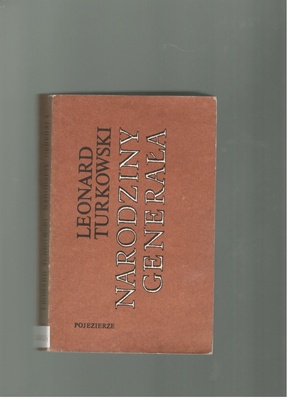 LEONARD
TURKOWSKI
NARODZINY
GENERAŁA
POJEZIERZE